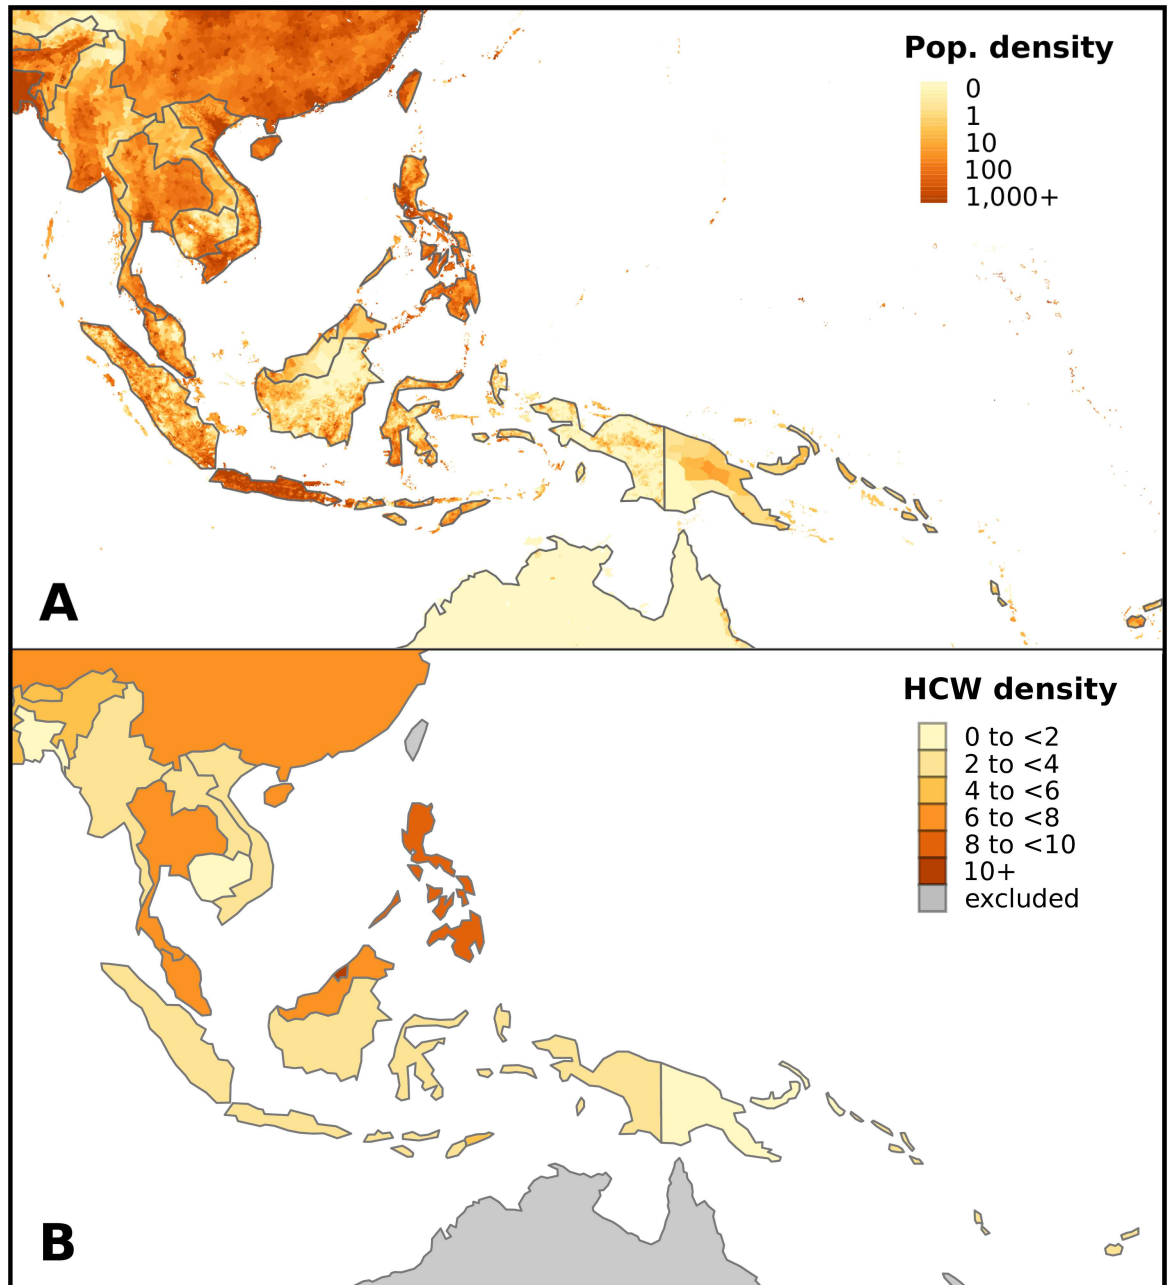 Pop. density
0
1
10
100
1,000+
A
HCW density
0 to <2
2 to <4
4 to <6
6 to <8
8 to <10
10+
excluded
B